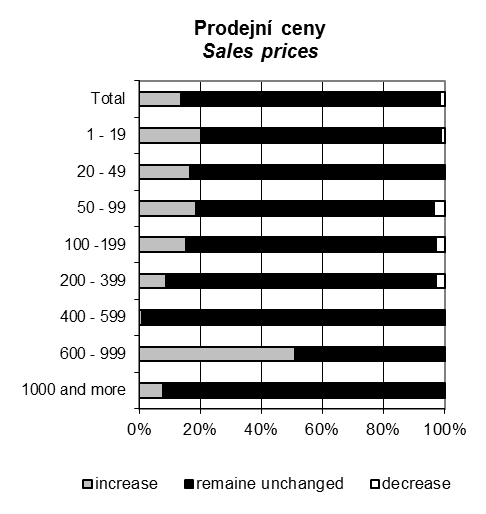 Prodejní ceny
Sales prices
Total
1 - 19
20 - 49
50 - 99
100 -199
200 - 399
400 - 599
600 - 999
1000 and more
0% 20% 40% 60% 80% 100%
increase remaine unchanged decrease